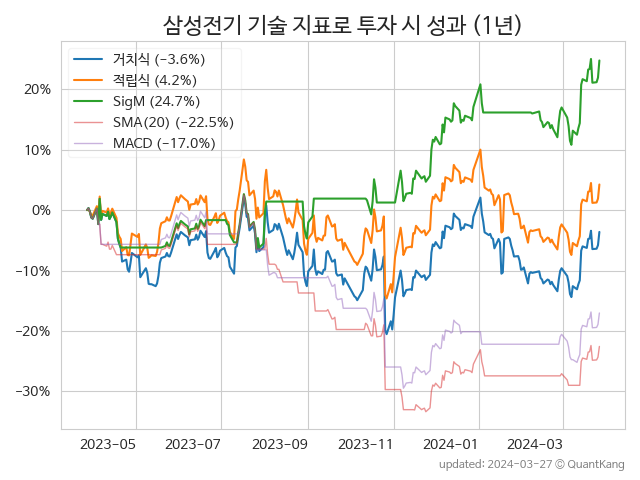 삼성전기 기술 지표로 투자 시 성과 (1년)
거치식 (−3.6%)
적립식 (4.2%)
SigM (24.7%)
SMA(20) (−22.5%)
MACD (−17.0%)
20%
10%
0%
−10%
−20%
−30%
2023-05 2023-07 2023-09 2023-11 2024-01 2024-03
updated: 2024-03-27 © QuantKang